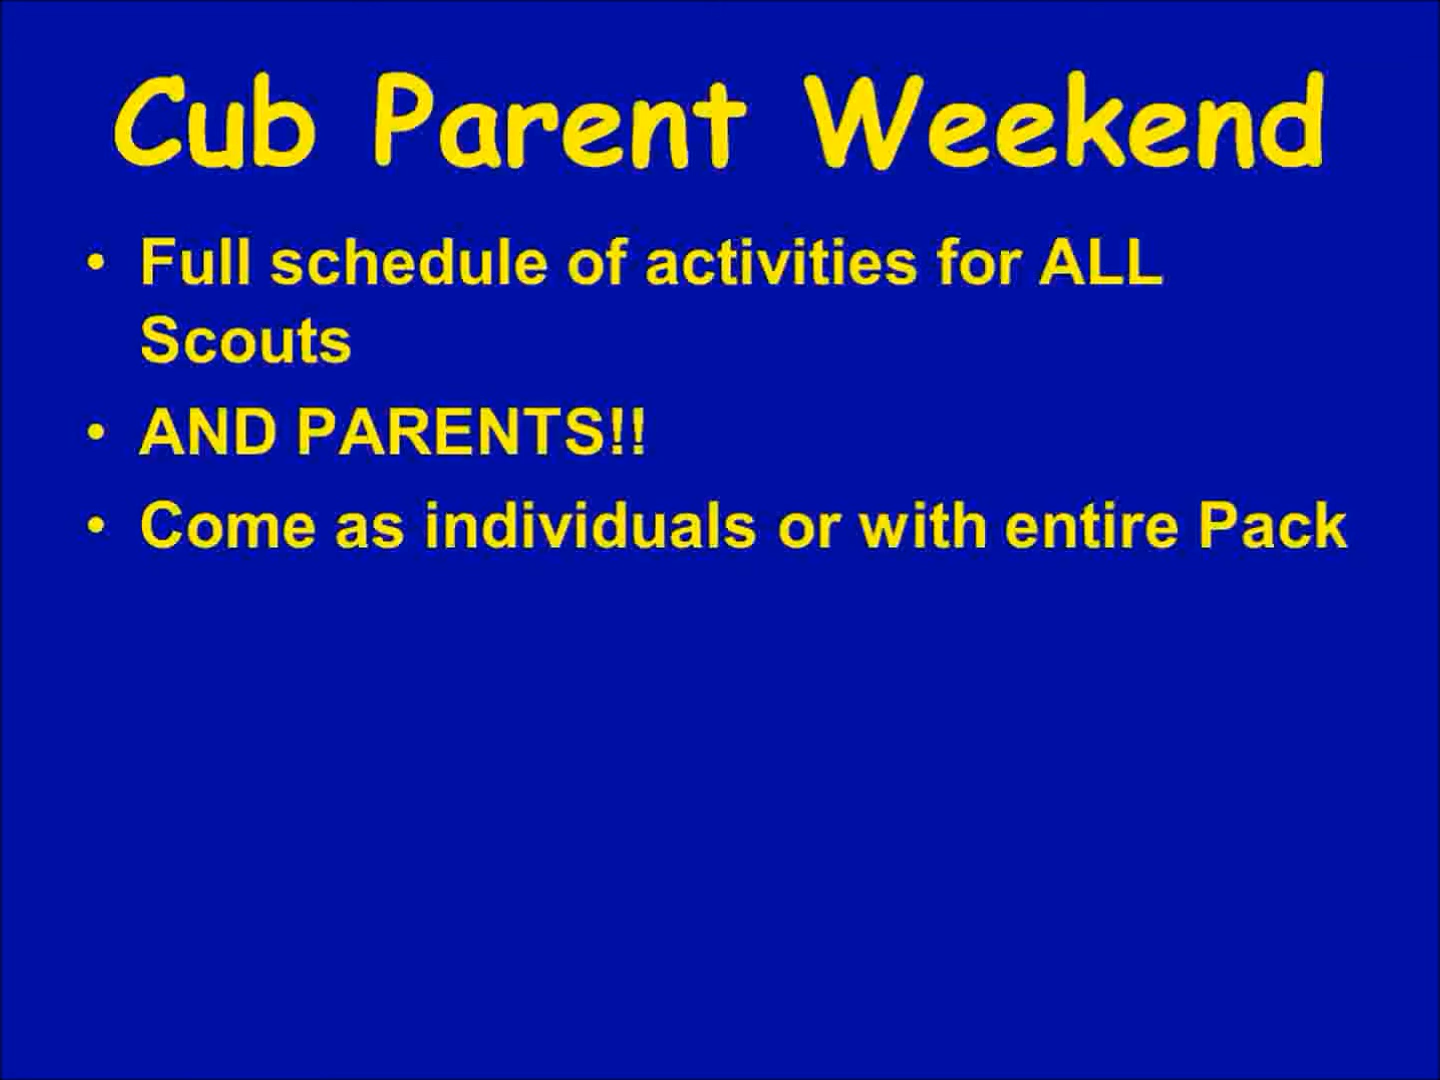 Cub Parent Weekend
• Full schedule of activities for ALL
Scouts
• AND PARENTS!!
• Come as individuals or with entire Pack